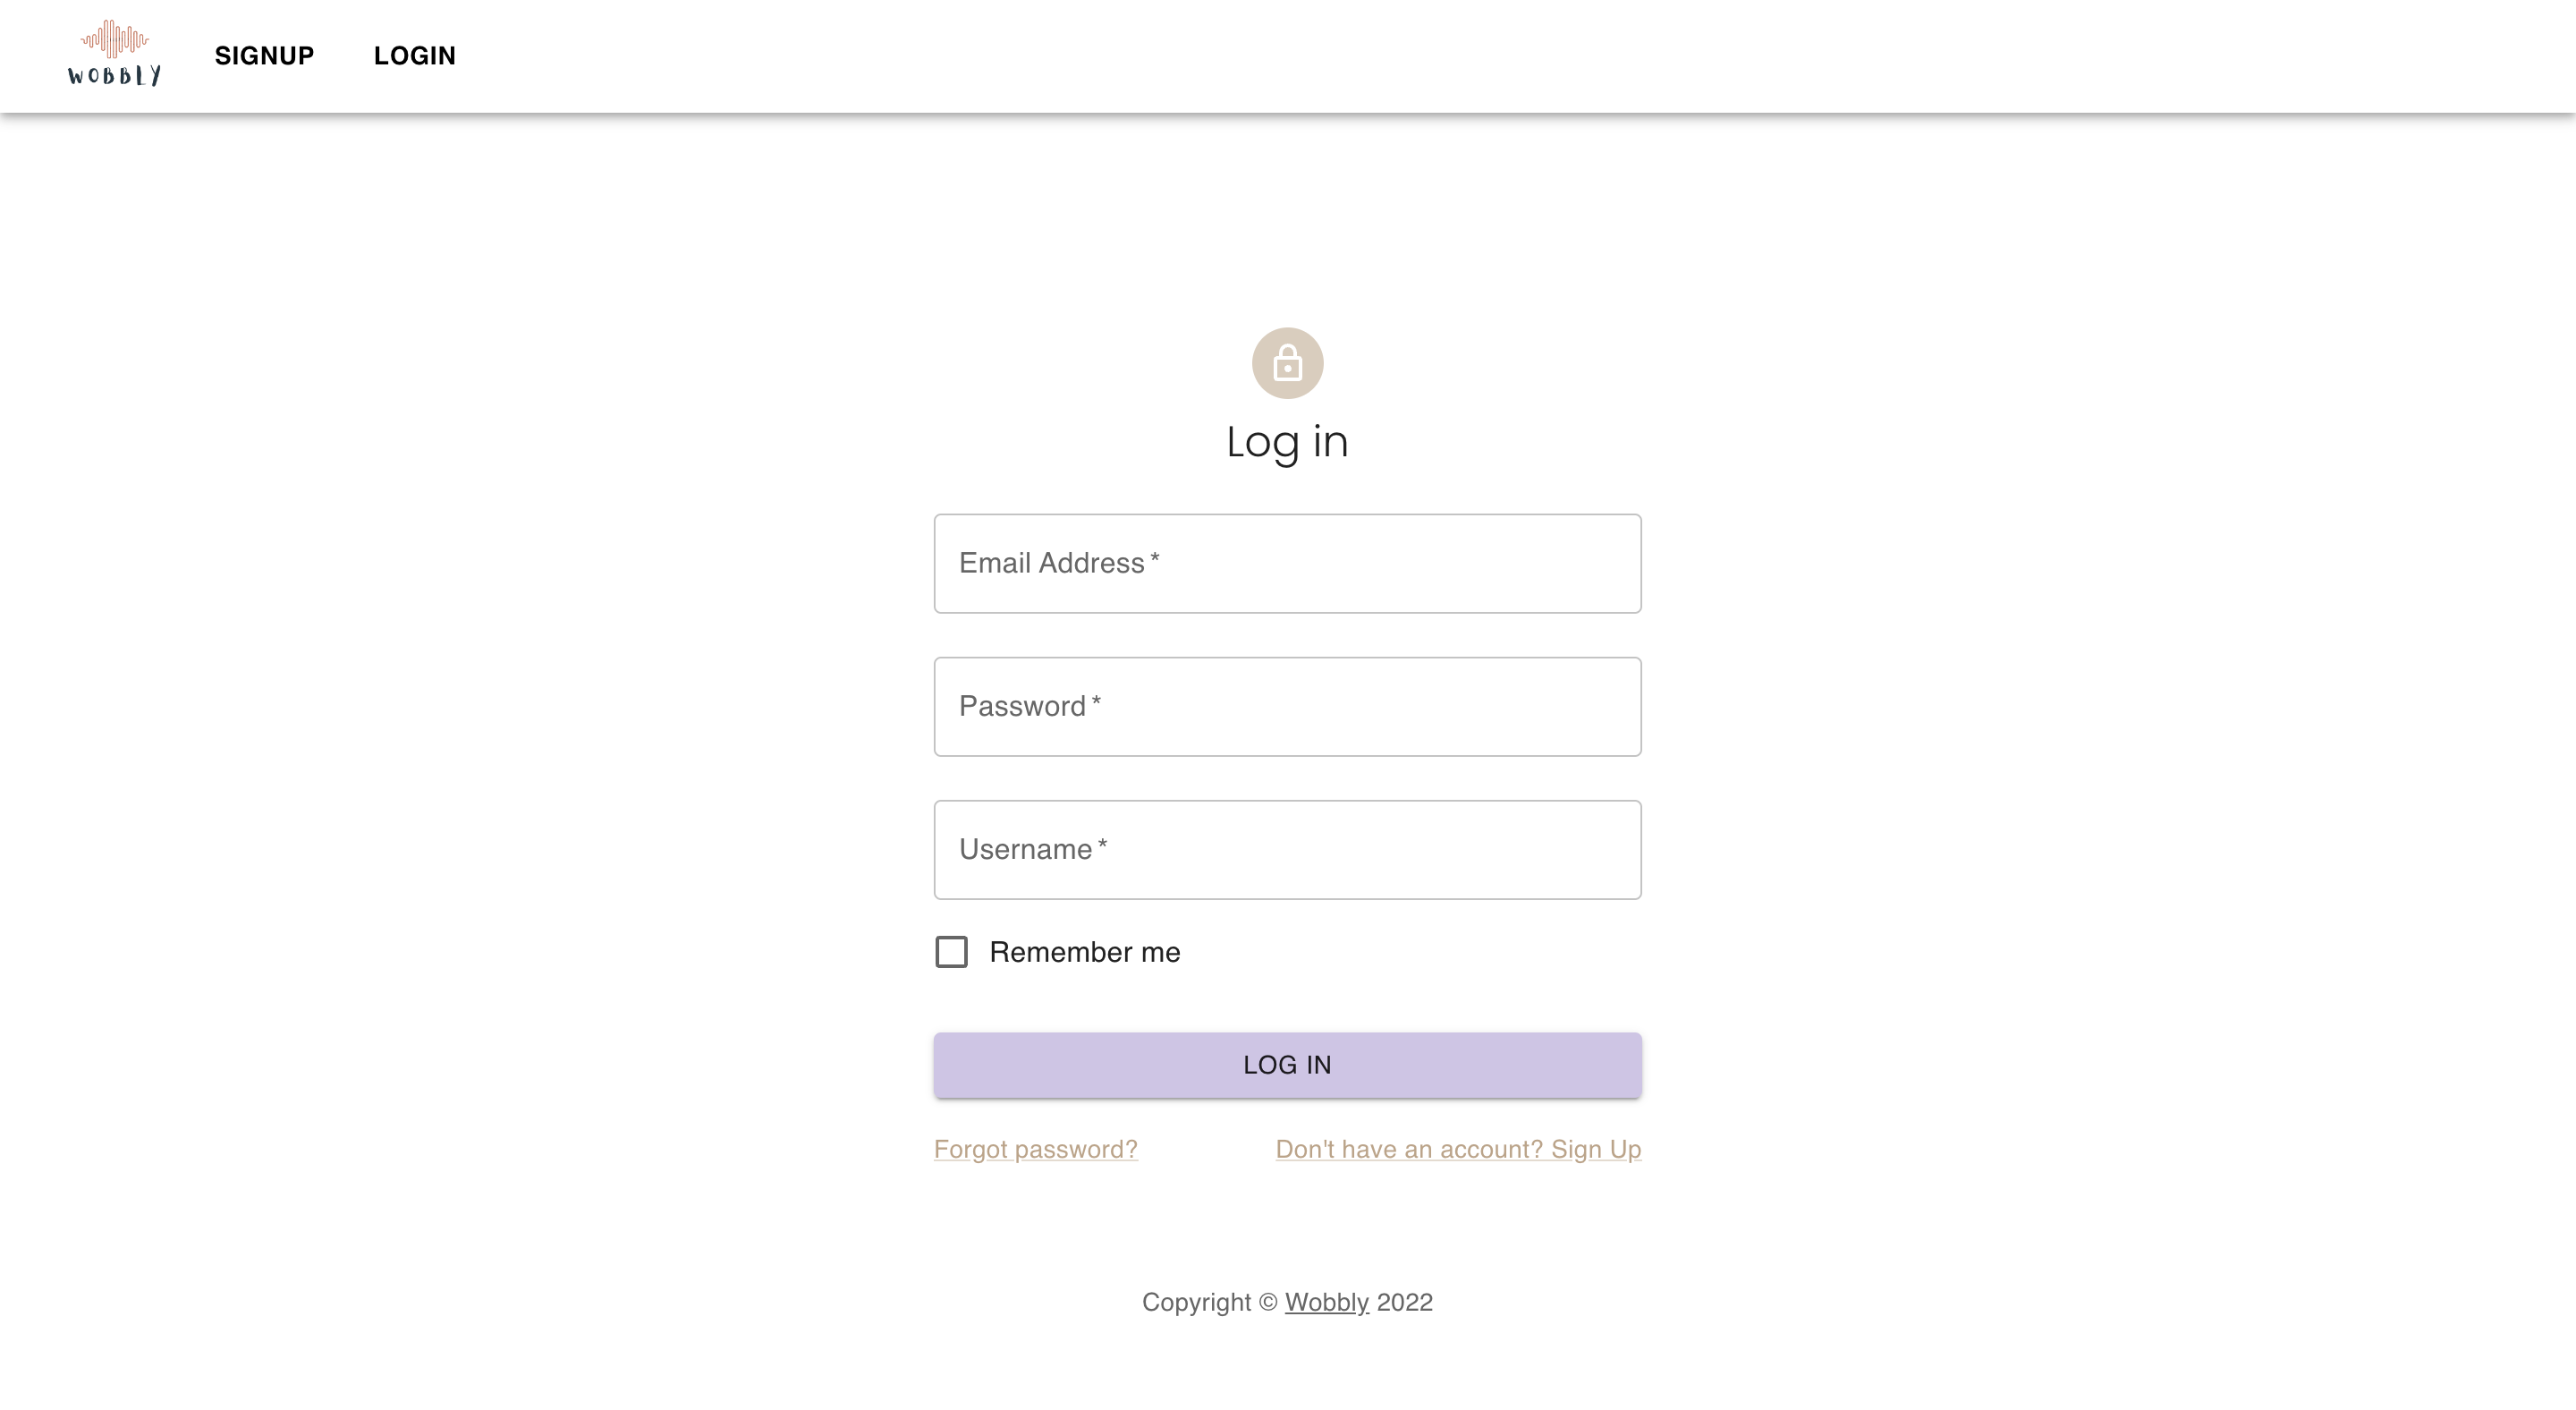 WOBBLY
SIGNUP LOGIN
Log in
Email Address *
Password *
Username *
Remember me
LOG IN
Forgot password? Don't have an account? Sign Up
Copyright © Wobbly 2022